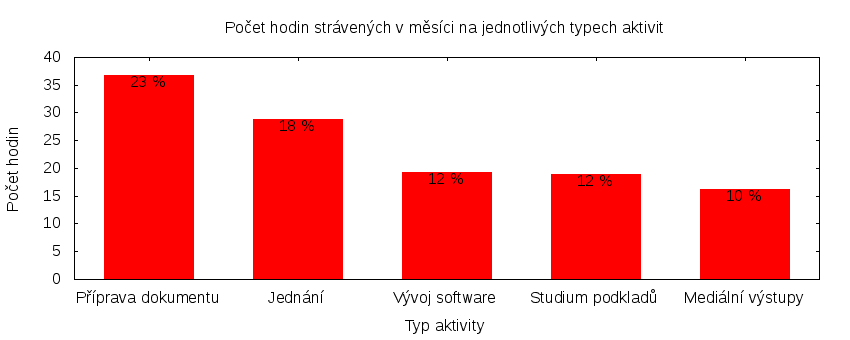 Počet hodin strávených v měsíci na jednotlivých typech aktivit
40
35
30
25
20
15
10
5
0
Počet hodin
23 %
18 %
12 %
12 %
10 %
Příprava dokumentu
Jednání
Vývoj software
Studium podkladů
Mediální výstupy
Typ aktivity